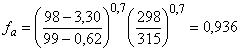 f_a = ((98 − 3,30)/(99 − 0,62))^0,7 (298/315)^0,7 = 0,936